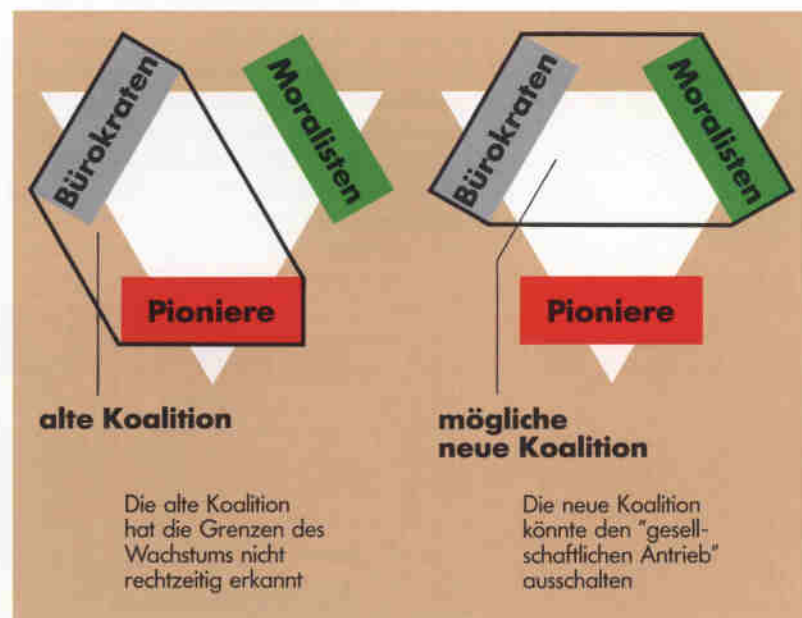 Bürokraten
Moralisten
Pioniere
alte Koalition
Die alte Koalition
hat die Grenzen des
Wachstums nicht
rechtzeitig erkannt
Bürokraten
Moralisten
Pioniere
mögliche
neue Koalition
Die neue Koalition
könnte den "gesell-
schaftlichen Antrieb"
ausschalten